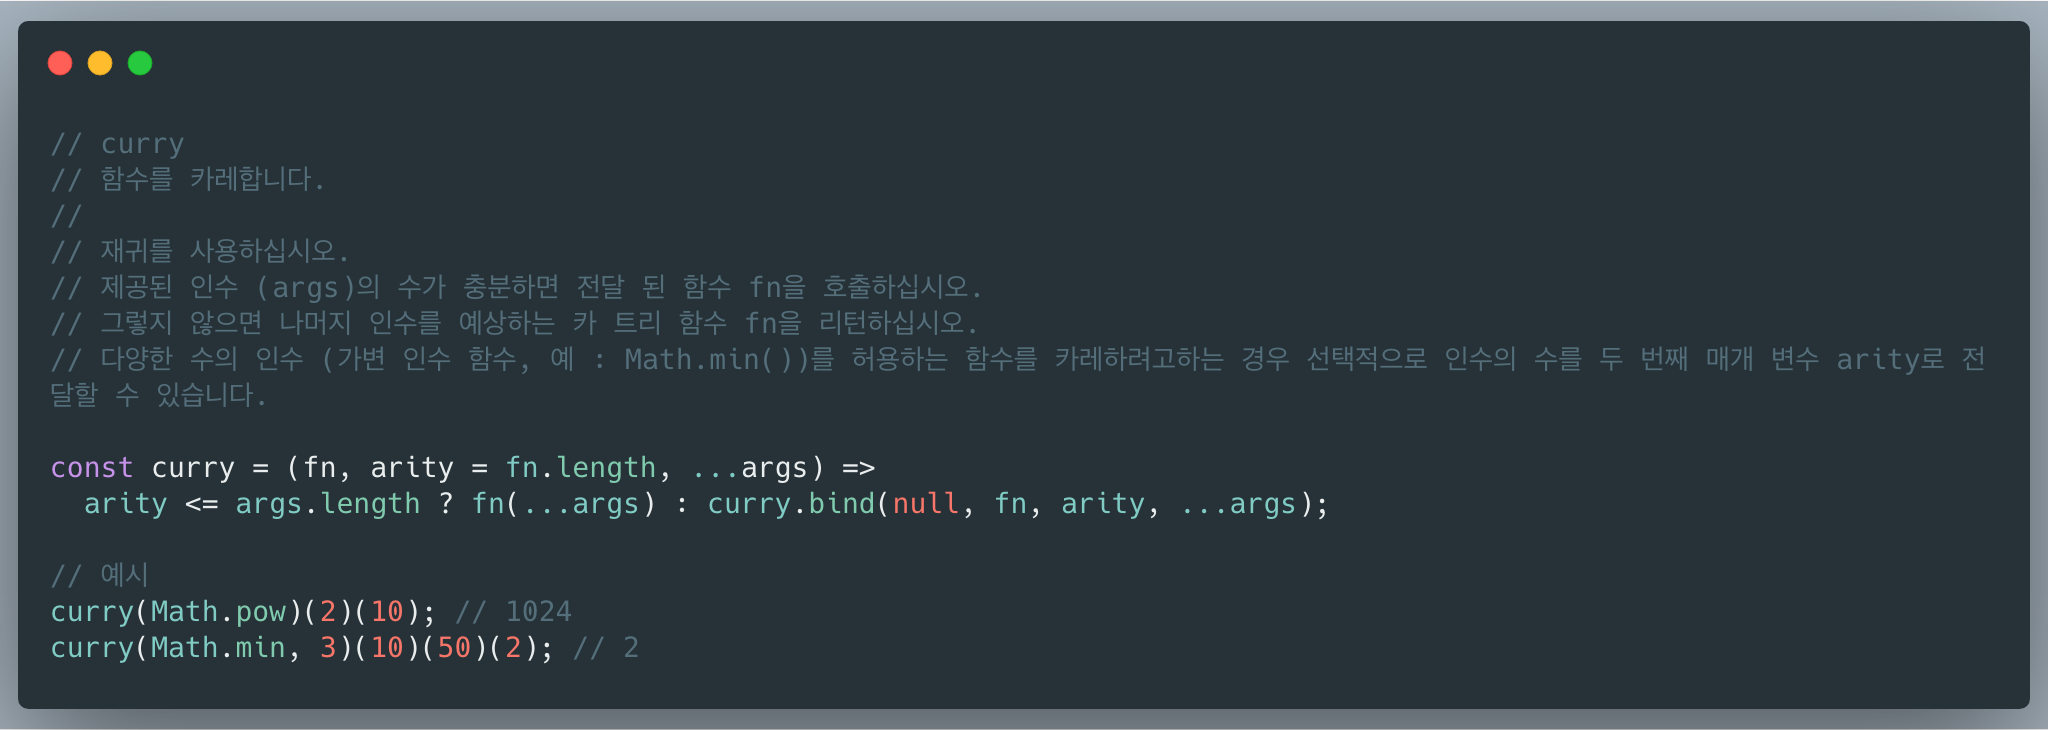 // curry
// 함수를 카레합니다.
//
// 재귀를 사용하십시오.
// 제공된 인수 (args)의 수가 충분하면 전달 된 함수 fn을 호출하십시오.
// 그렇지 않으면 나머지 인수를 예상하는 카 트리 함수 fn을 리턴하십시오.
// 다양한 수의 인수 (가변 인수 함수, 예 : Math.min())를 허용하는 함수를 카레하려고하는 경우 선택적으로 인수의 수를 두 번째 매개 변수 arity로 전
달할 수 있습니다.
const curry = (fn, arity = fn.length, ...args) =>
  arity <= args.length ? fn(...args) : curry.bind(null, fn, arity, ...args);
// 예시
curry(Math.pow)(2)(10); // 1024
curry(Math.min, 3)(10)(50)(2); // 2